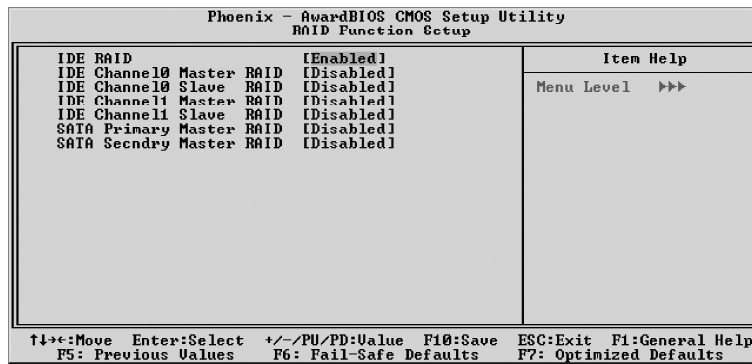 Phoenix - AwardBIOS CMOS Setup Utility
RAID Function Setup
IDE RAID [Enabled]
IDE Channel0 Master RAID [Disabled]
IDE Channel0 Slave RAID [Disabled]
IDE Channel1 Master RAID [Disabled]
IDE Channel1 Slave RAID [Disabled]
SATA Primary Master RAID [Disabled]
SATA Secndry Master RAID [Disabled]
Item Help
Menu Level ▶▶▶
↑↓→←:Move Enter:Select +/-/PU/PD:Value F10:Save ESC:Exit F1:General Help
F5: Previous Values F6: Fail-Safe Defaults F7: Optimized Defaults